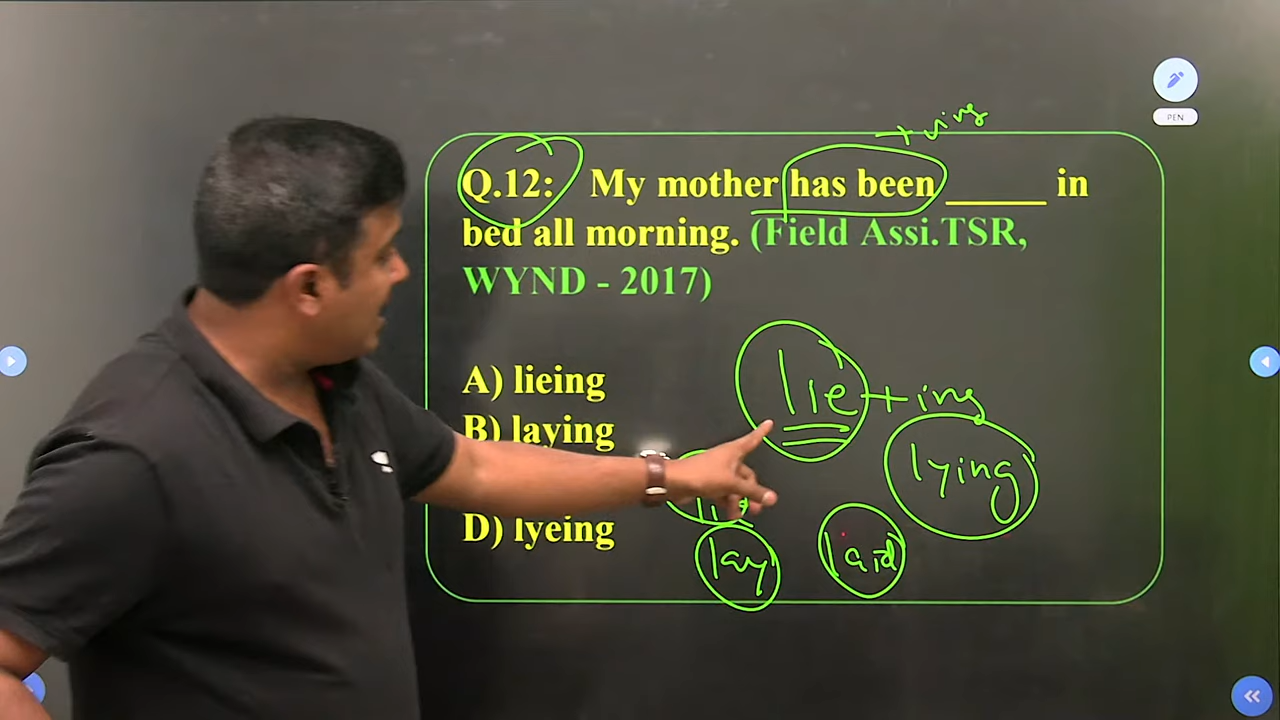 PEN
+ving
Q.12: My mother has been _____ in
bed all morning. (Field Assi.TSR,
WYND - 2017)
lie + ing
A) lieing
B) laying
lying
D) lyeing
lay
laid